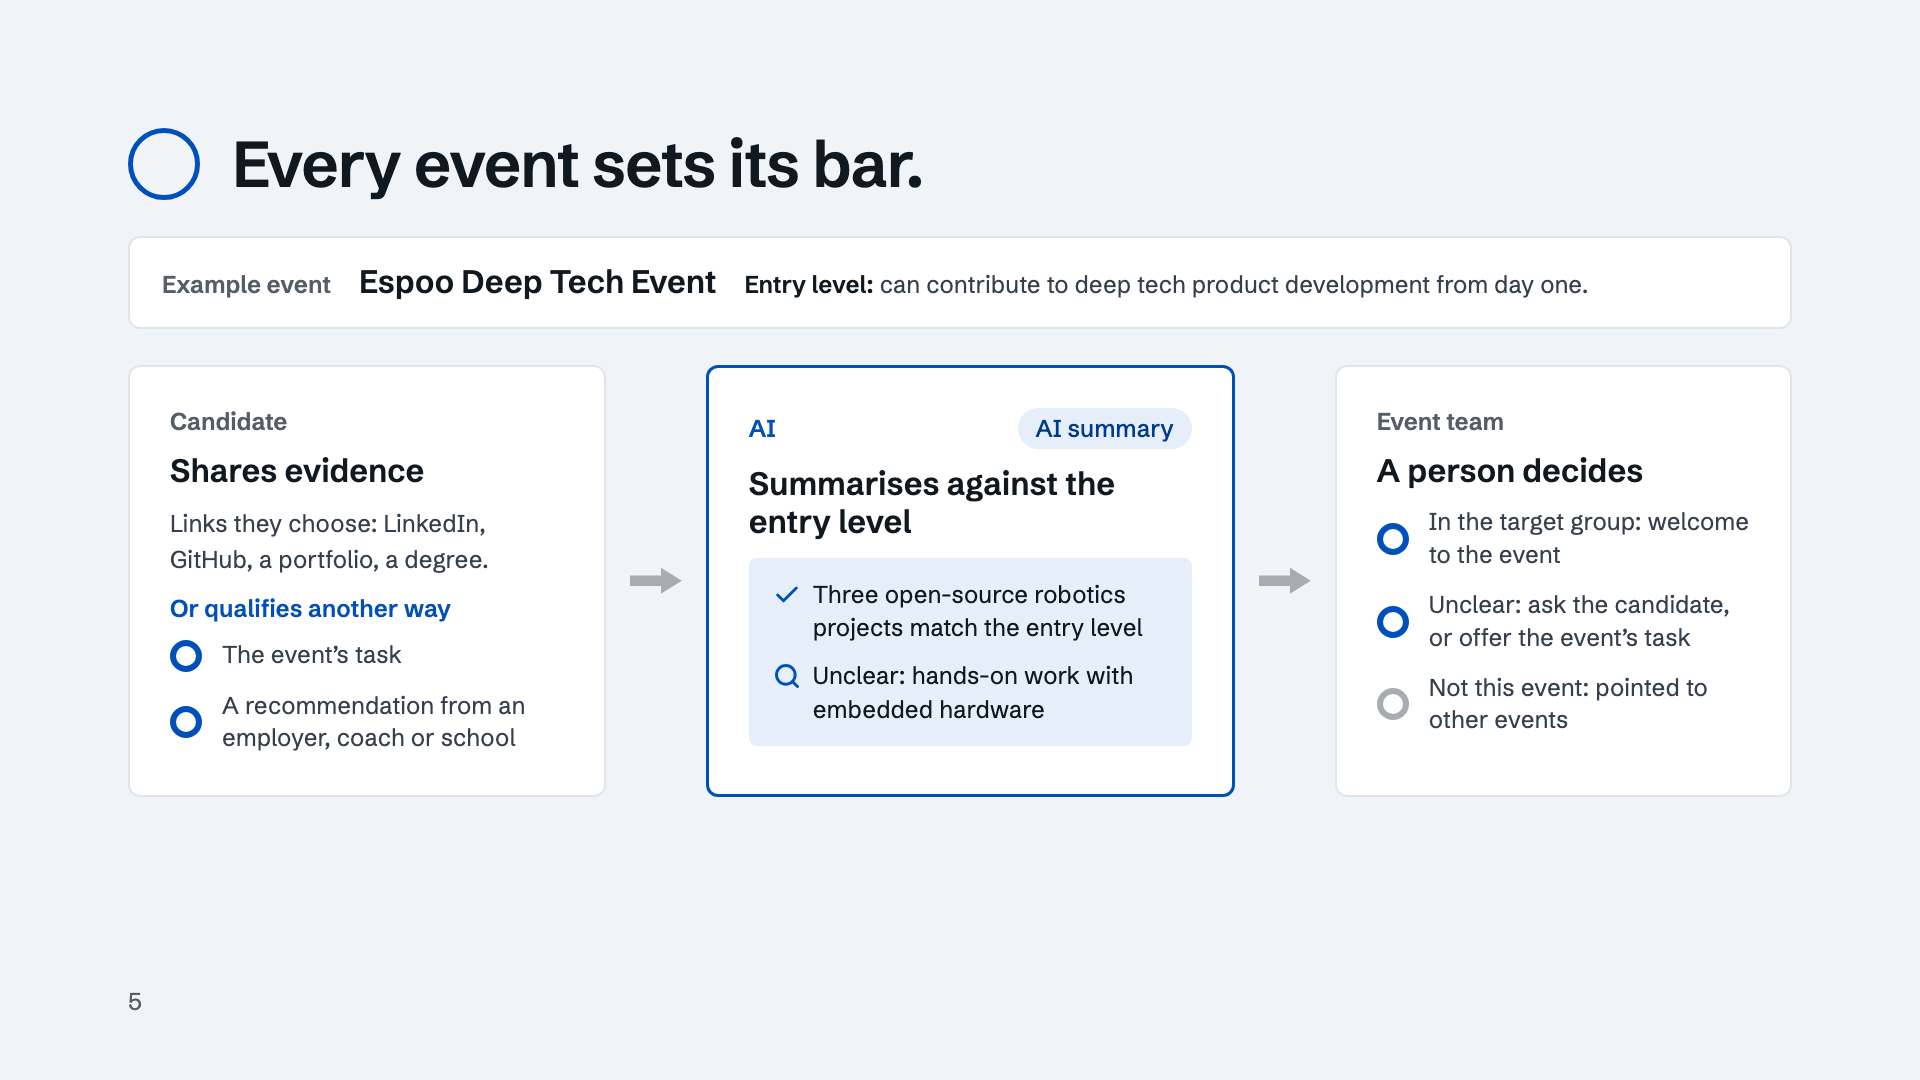 Every event sets its bar.
Example event Espoo Deep Tech Event Entry level: can contribute to deep tech product development from day one.
Candidate
Shares evidence
Links they choose: LinkedIn,
GitHub, a portfolio, a degree.
Or qualifies another way
The event’s task
A recommendation from an
employer, coach or school
AI
AI summary
Summarises against the
entry level
Three open-source robotics
projects match the entry level
Unclear: hands-on work with
embedded hardware
Event team
A person decides
In the target group: welcome
to the event
Unclear: ask the candidate,
or offer the event’s task
Not this event: pointed to
other events
5